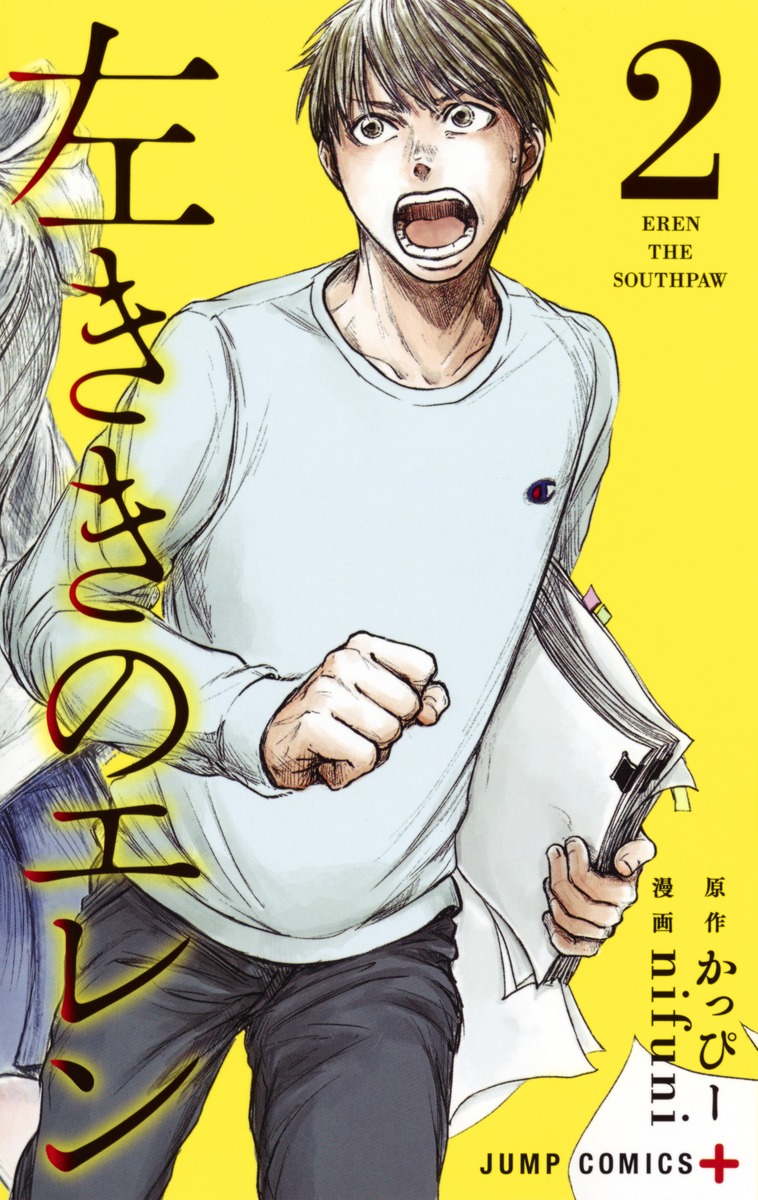 左ききのエレン
2
EREN
THE
SOUTHPAW
原作 かっぴー
漫画 nifuni
JUMP COMICS+